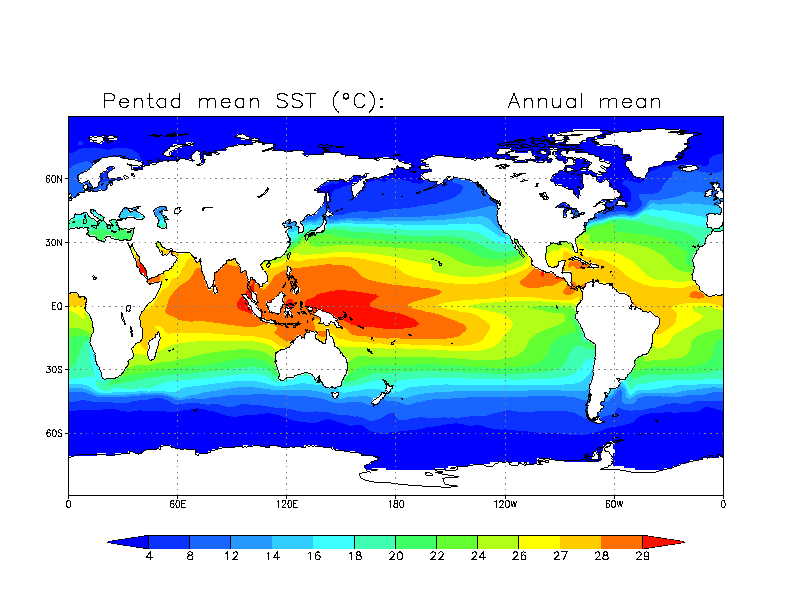 Pentad mean SST (°C): Annual mean
60N
30N
EQ
30S
60S
0 60E 120E 180 120W 60W 0
4 8 12 14 16 18 20 22 24 26 27 28 29